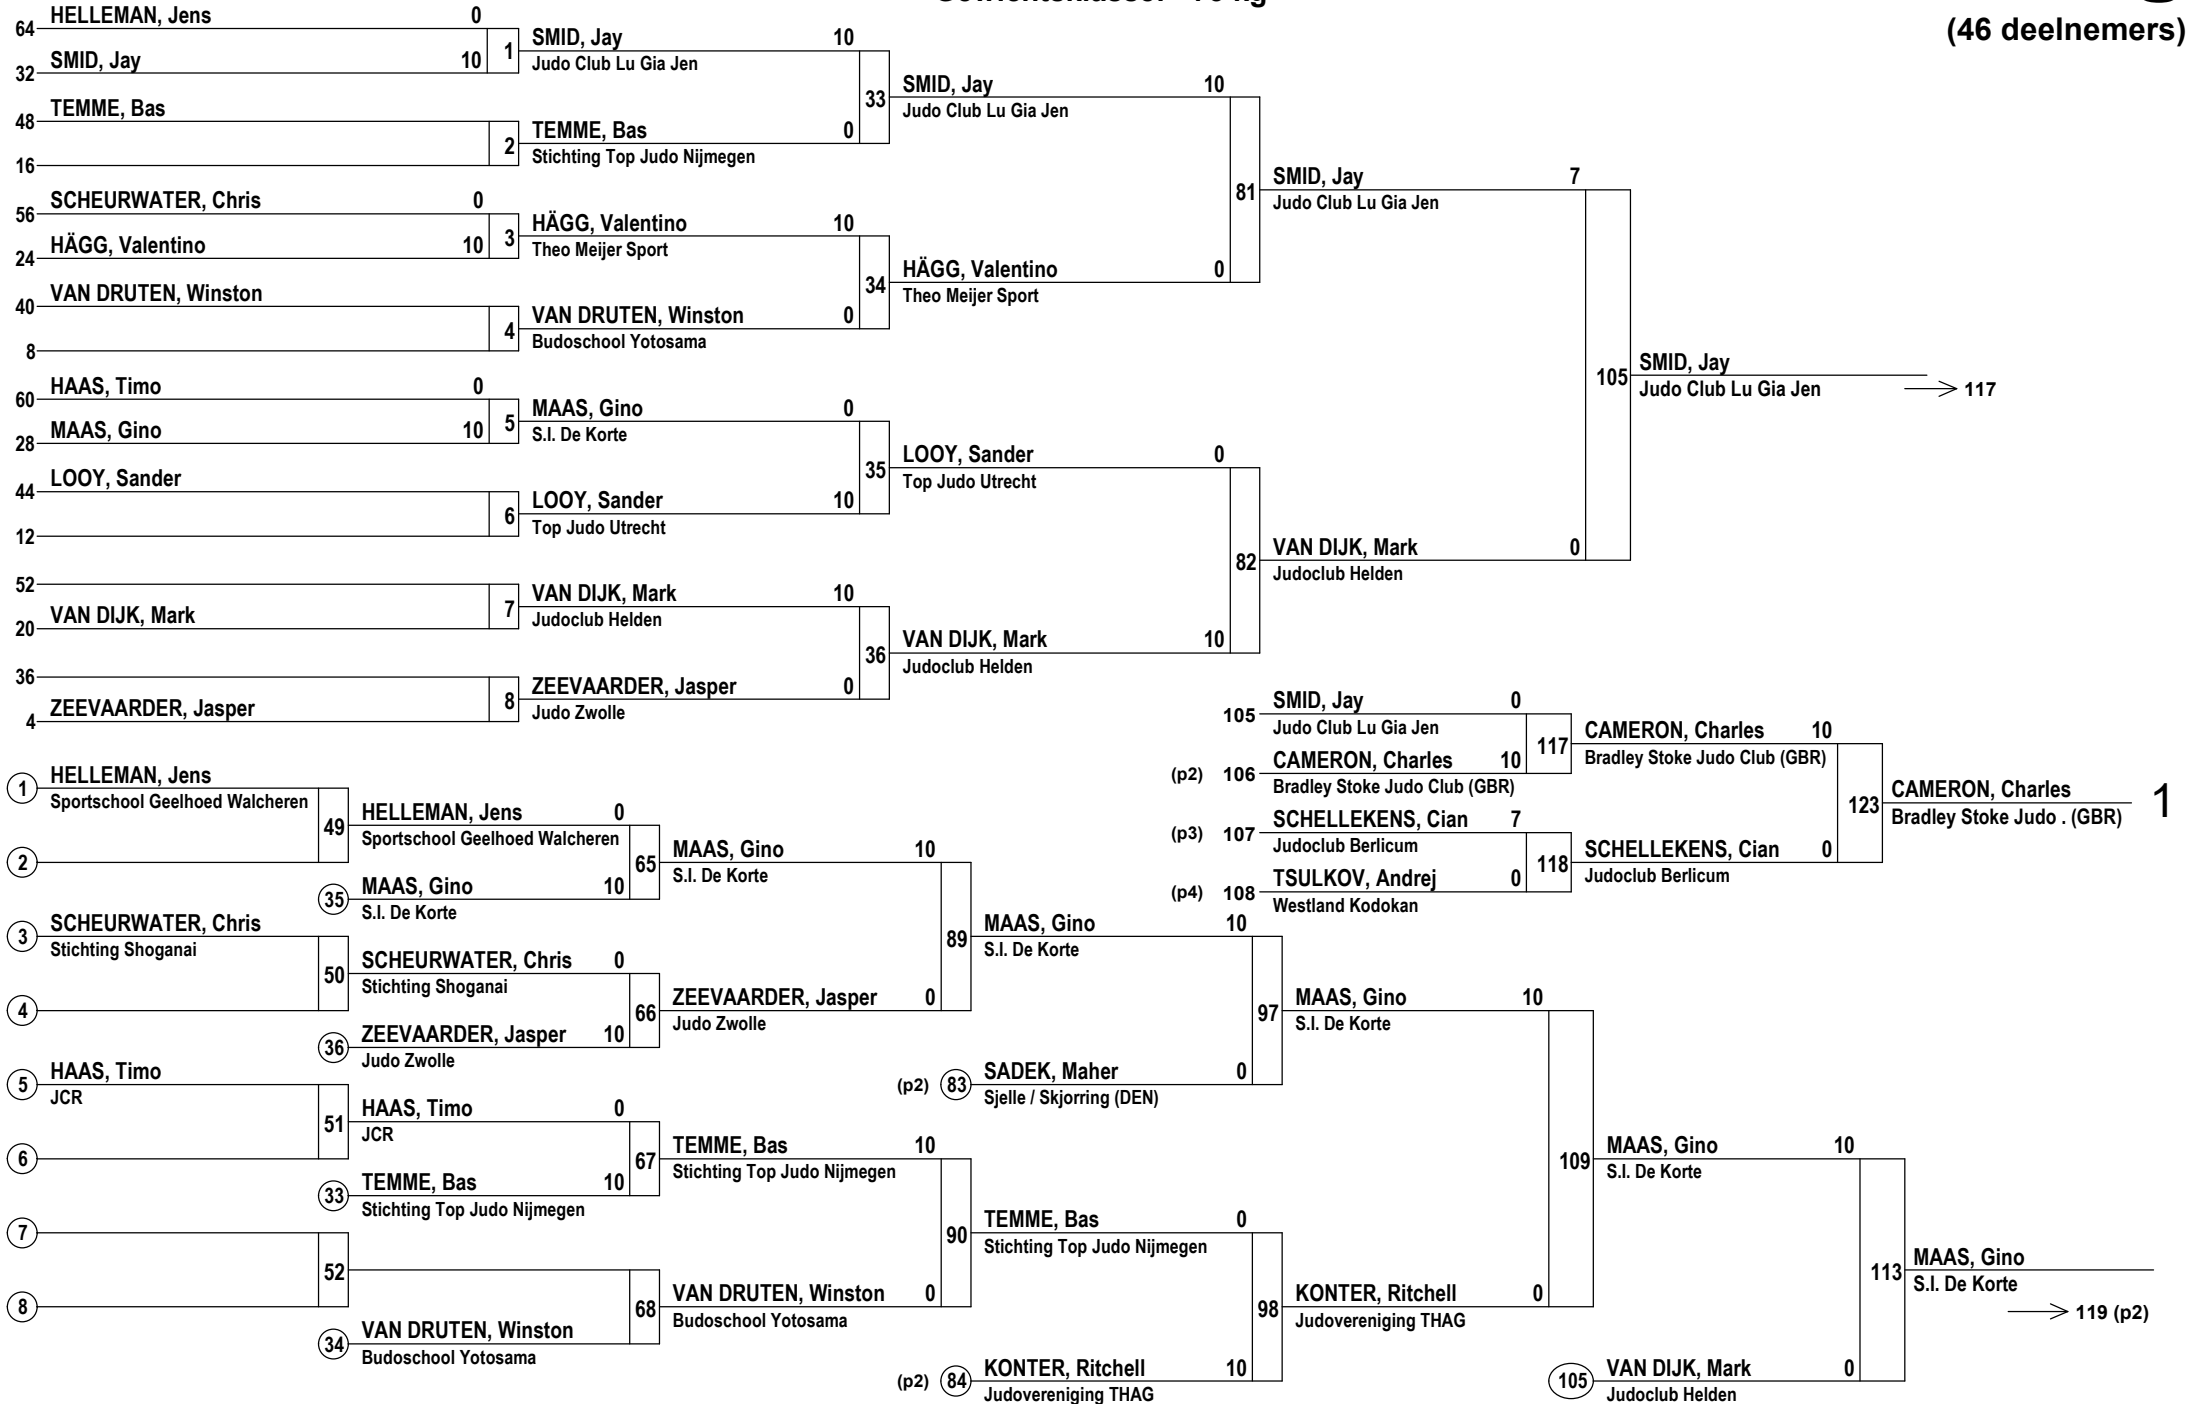 (46 deelnemers)
64 HELLEMAN, Jens 0
32 SMID, Jay 10
1
48 TEMME, Bas
16
2
56 SCHEURWATER, Chris 0
24 HÄGG, Valentino 10
3
40 VAN DRUTEN, Winston
8
4
60 HAAS, Timo 0
28 MAAS, Gino 10
5
44 LOOY, Sander
12
6
52
20 VAN DIJK, Mark
7
36
4 ZEEVAARDER, Jasper
8
SMID, Jay 10
Judo Club Lu Gia Jen
33
TEMME, Bas 0
Stichting Top Judo Nijmegen
HÄGG, Valentino 10
Theo Meijer Sport
34
VAN DRUTEN, Winston 0
Budoschool Yotosama
MAAS, Gino 0
S.I. De Korte
35
LOOY, Sander 10
Top Judo Utrecht
VAN DIJK, Mark 10
Judoclub Helden
36
ZEEVAARDER, Jasper 0
Judo Zwolle
SMID, Jay 10
Judo Club Lu Gia Jen
81
HÄGG, Valentino 0
Theo Meijer Sport
LOOY, Sander 0
Top Judo Utrecht
82
VAN DIJK, Mark 10
Judoclub Helden
SMID, Jay 7
Judo Club Lu Gia Jen
105
VAN DIJK, Mark 0
Judoclub Helden
SMID, Jay
Judo Club Lu Gia Jen
117
105 SMID, Jay 0
Judo Club Lu Gia Jen
117
(p2) 106 CAMERON, Charles 10
Bradley Stoke Judo Club (GBR)
(p3) 107 SCHELLEKENS, Cian 7
Judoclub Berlicum
118
(p4) 108 TSULKOV, Andrej 0
Westland Kodokan
CAMERON, Charles 10
Bradley Stoke Judo Club (GBR)
123
SCHELLEKENS, Cian 0
Judoclub Berlicum
CAMERON, Charles
Bradley Stoke Judo . (GBR)
1
1 HELLEMAN, Jens
Sportschool Geelhoed Walcheren
49
2
3 SCHEURWATER, Chris
Stichting Shoganai
50
4
5 HAAS, Timo
JCR
51
6
7
52
8
HELLEMAN, Jens 0
Sportschool Geelhoed Walcheren
65
35 MAAS, Gino 10
S.I. De Korte
SCHEURWATER, Chris 0
Stichting Shoganai
66
36 ZEEVAARDER, Jasper 10
Judo Zwolle
HAAS, Timo 0
JCR
67
33 TEMME, Bas 10
Stichting Top Judo Nijmegen
68
34 VAN DRUTEN, Winston
Budoschool Yotosama
MAAS, Gino 10
S.I. De Korte
89
ZEEVAARDER, Jasper 0
Judo Zwolle
TEMME, Bas 10
Stichting Top Judo Nijmegen
90
VAN DRUTEN, Winston 0
Budoschool Yotosama
MAAS, Gino 10
S.I. De Korte
97
(p2) 83 SADEK, Maher 0
Sjelle / Skjorring (DEN)
TEMME, Bas 0
Stichting Top Judo Nijmegen
98
(p2) 84 KONTER, Ritchell 10
Judovereniging THAG
MAAS, Gino 10
S.I. De Korte
109
KONTER, Ritchell 0
Judovereniging THAG
MAAS, Gino 10
S.I. De Korte
113
105 VAN DIJK, Mark 0
Judoclub Helden
MAAS, Gino
S.I. De Korte
119 (p2)